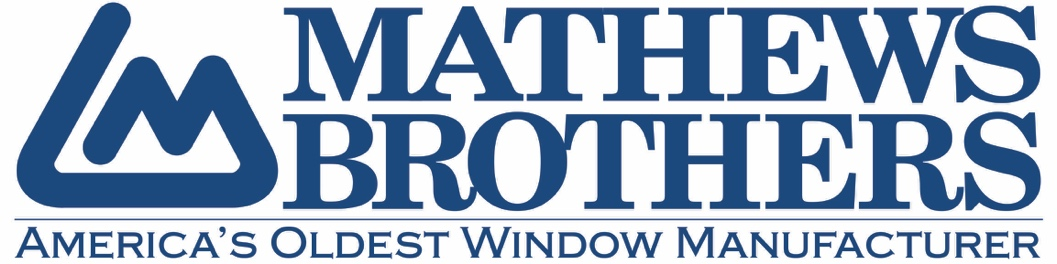 MATHEWS
BROTHERS
AMERICA'S OLDEST WINDOW MANUFACTURER